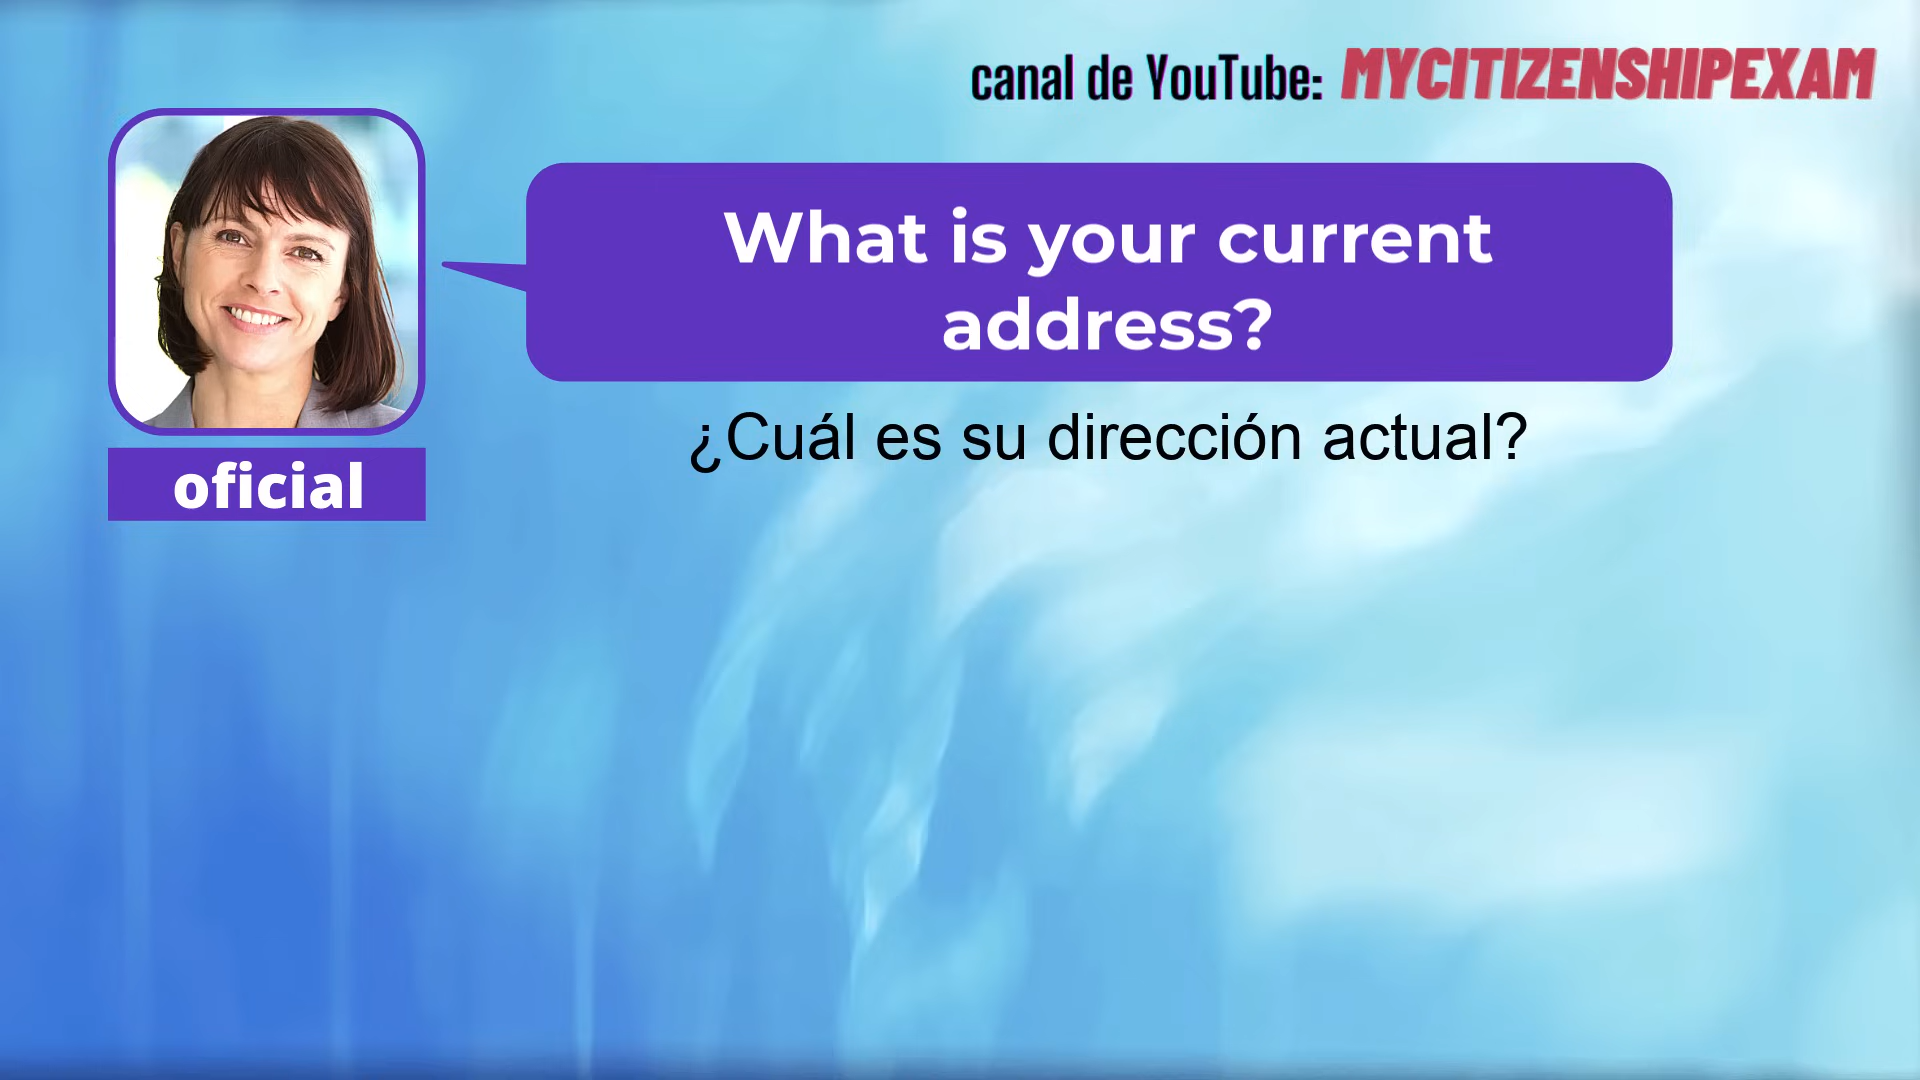 canal de YouTube: MYCITIZENSHIPEXAM
What is your current
address?
¿Cuál es su dirección actual?
oficial